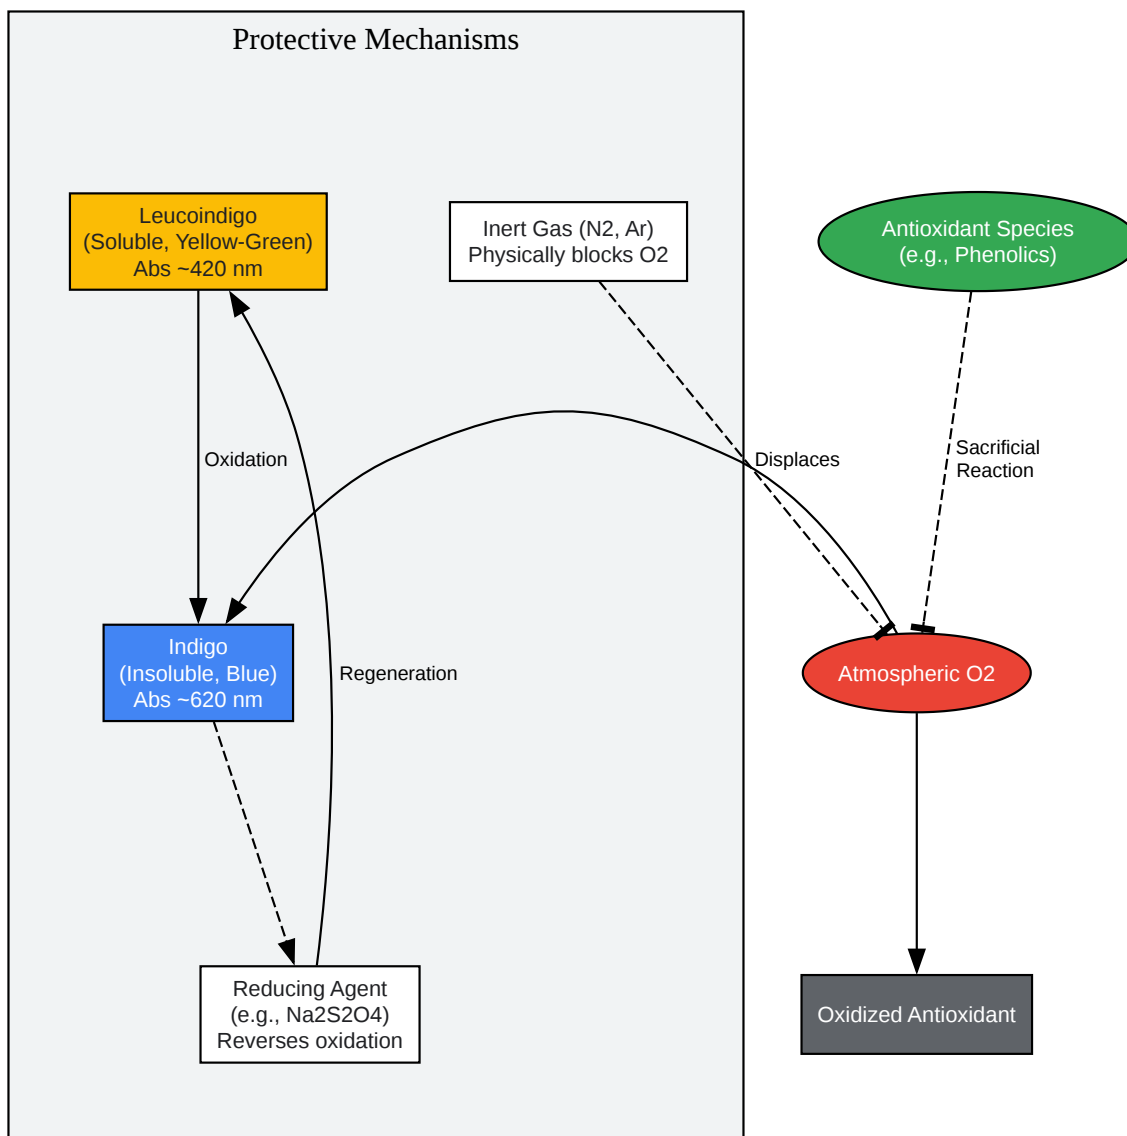 Protective Mechanisms
Leucoindigo
(Soluble, Yellow-Green)
Abs ~420 nm
Inert Gas (N2, Ar)
Physically blocks O2
Antioxidant Species
(e.g., Phenolics)
Oxidation
Displaces
Sacrificial
Reaction
Indigo
(Insoluble, Blue)
Abs ~620 nm
Regeneration
Atmospheric O2
Reducing Agent
(e.g., Na2S2O4)
Reverses oxidation
Oxidized Antioxidant